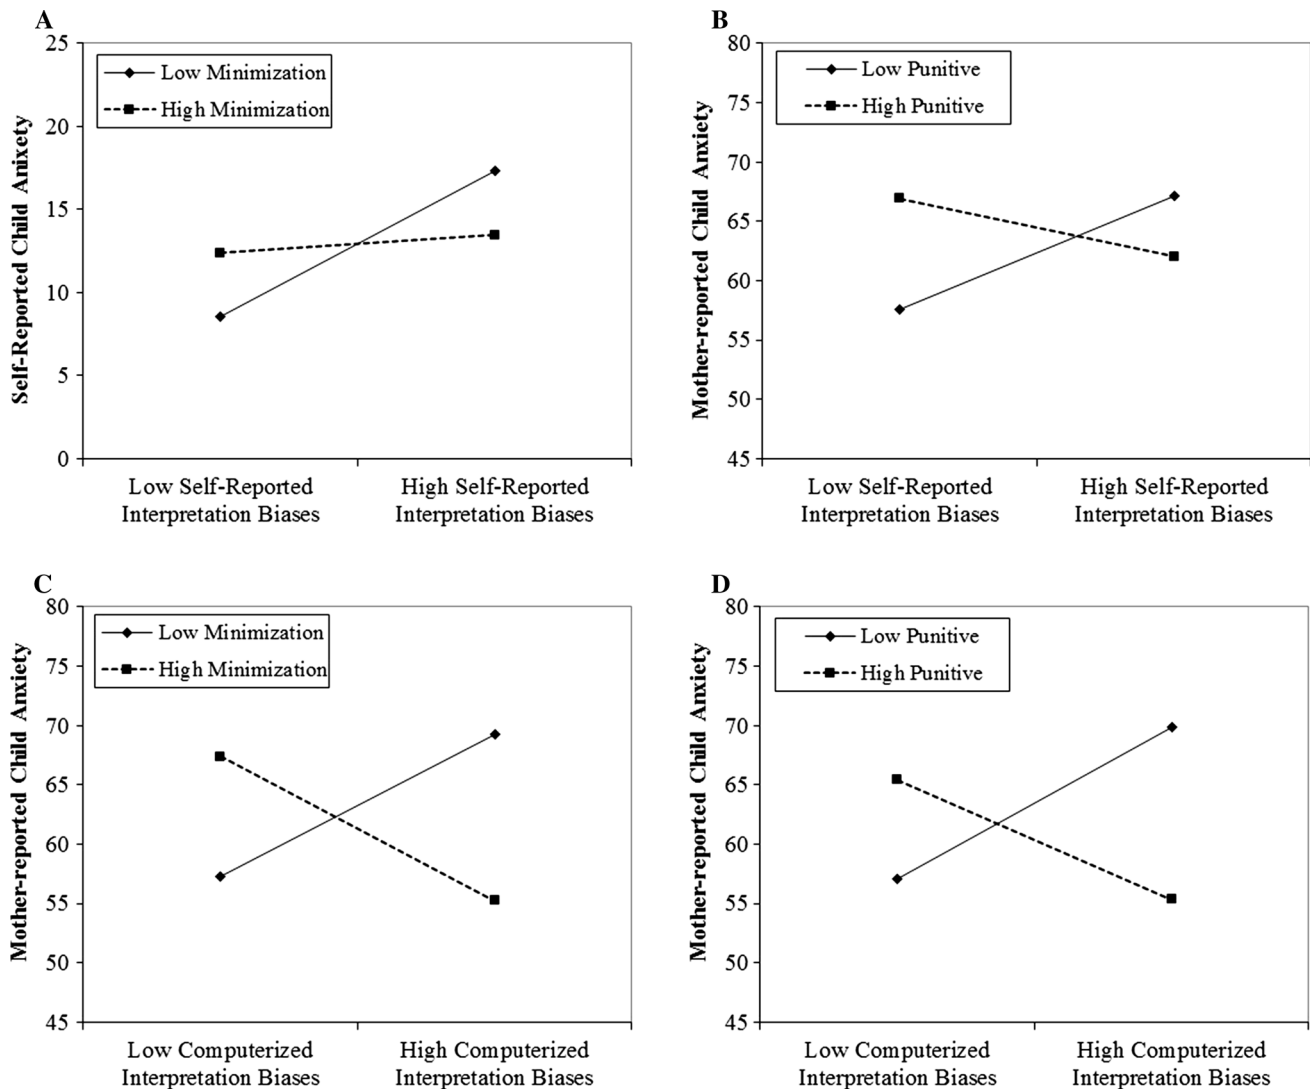 A
Self-Reported Child Anixety
25
20
15
10
5
0
Low Minimization
High Minimization
Low Self-Reported
Interpretation Biases
High Self-Reported
Interpretation Biases
B
Mother-reported Child Anxiety
80
75
70
65
60
55
50
45
Low Punitive
High Punitive
Low Self-Reported
Interpretation Biases
High Self-Reported
Interpretation Biases
C
Mother-reported Child Anxiety
80
75
70
65
60
55
50
45
Low Minimization
High Minimization
Low Computerized
Interpretation Biases
High Computerized
Interpretation Biases
D
Mother-reported Child Anxiety
80
75
70
65
60
55
50
45
Low Punitive
High Punitive
Low Computerized
Interpretation Biases
High Computerized
Interpretation Biases